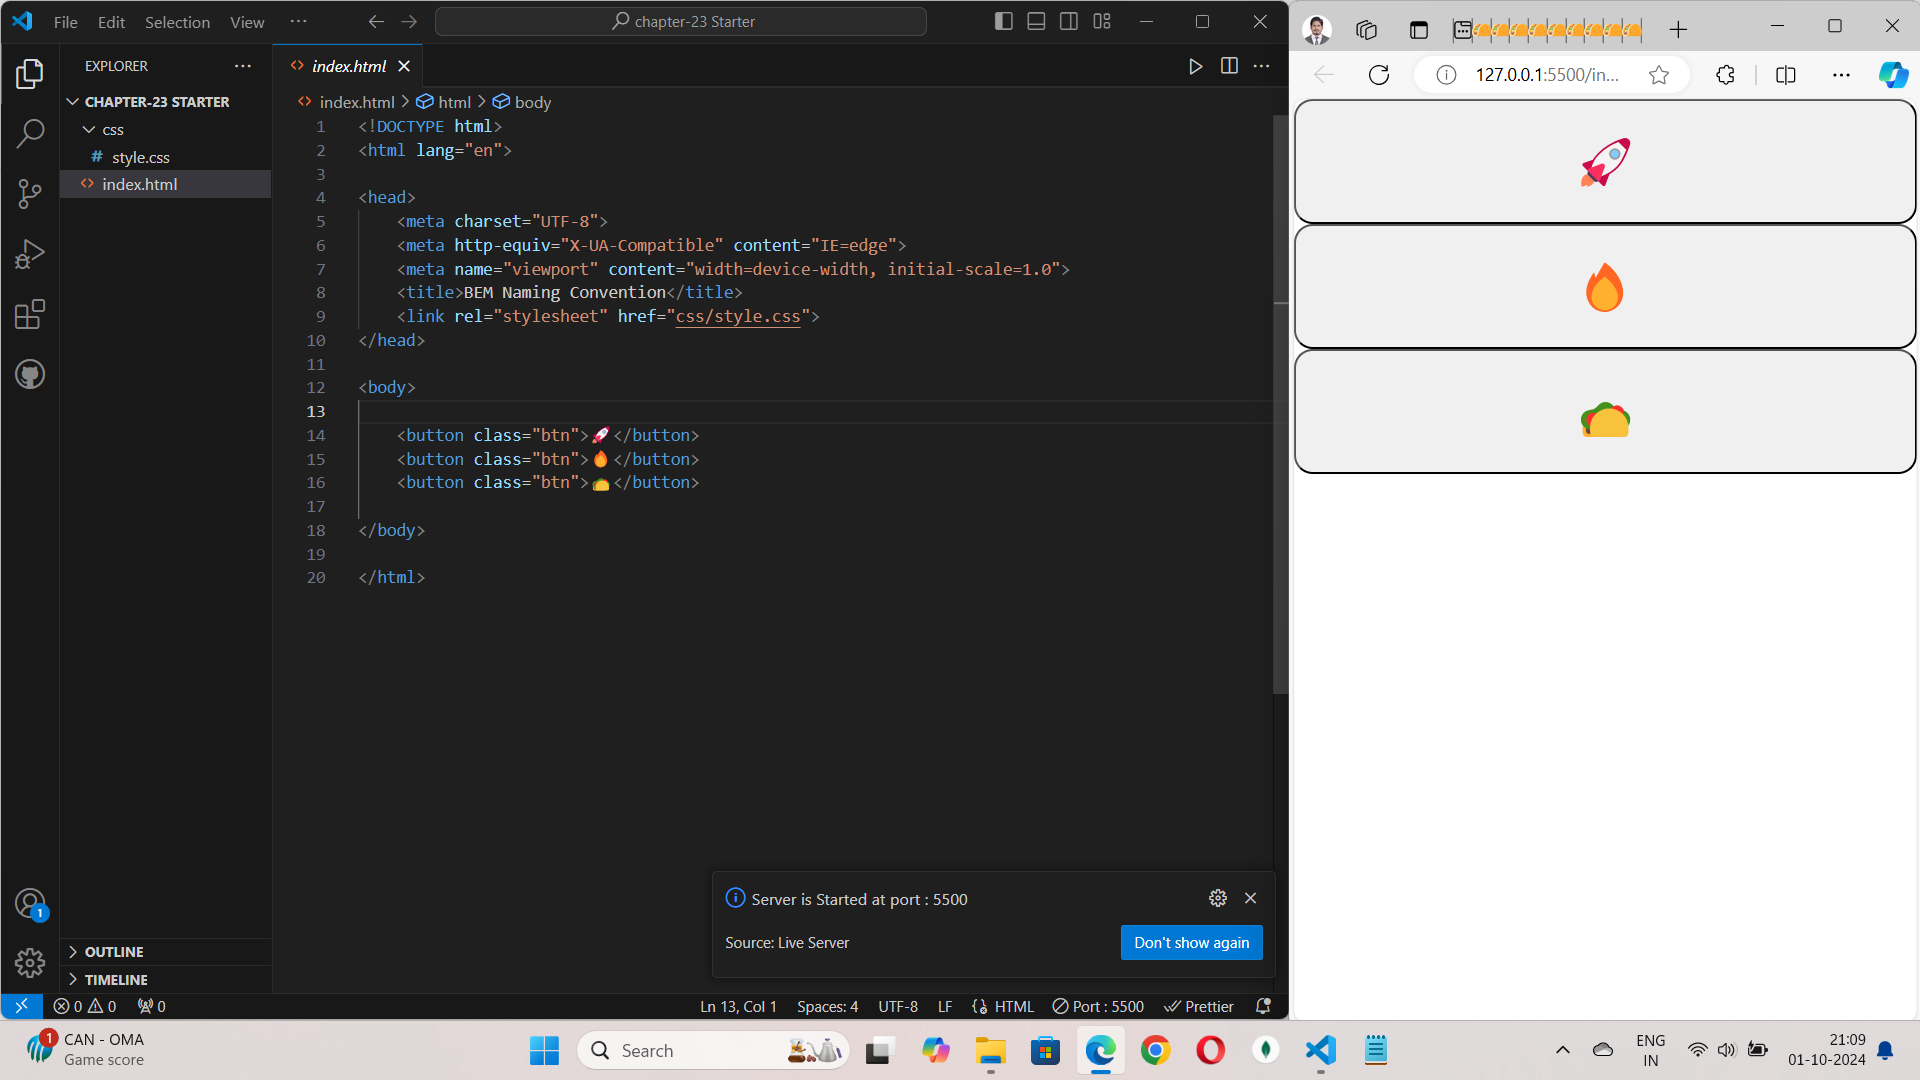 File Edit Selection View ··· chapter-23 Starter
EXPLORER ···
CHAPTER-23 STARTER
css
# style.css
<> index.html
<> index.html
<> index.html > html > body
1 <!DOCTYPE html>
2 <html lang="en">
3
4 <head>
5 <meta charset="UTF-8">
6 <meta http-equiv="X-UA-Compatible" content="IE=edge">
7 <meta name="viewport" content="width=device-width, initial-scale=1.0">
8 <title>BEM Naming Convention</title>
9 <link rel="stylesheet" href="css/style.css">
10 </head>
11
12 <body>
13
14 <button class="btn">🚀</button>
15 <button class="btn">🔥</button>
16 <button class="btn">🌮</button>
17
18 </body>
19
20 </html>
Server is Started at port : 5500
Source: Live Server
Don't show again
1
OUTLINE
TIMELINE
0 0 0 Ln 13, Col 1 Spaces: 4 UTF-8 LF HTML Port : 5500 Prettier
127.0.0.1:5500/in...
🚀
🔥
🌮
1
CAN - OMA
Game score
Search
ENG
IN
21:09
01-10-2024